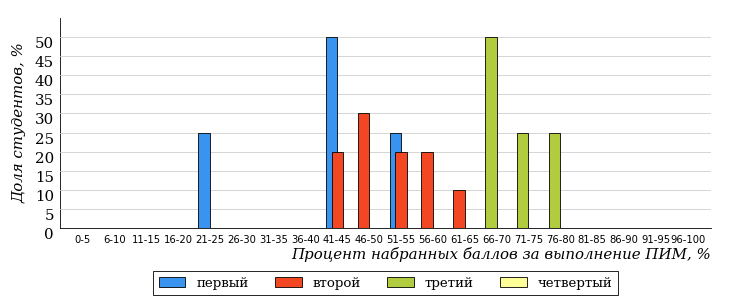 Доля студентов, %
50
45
40
35
30
25
20
15
10
5
0
0-5 6-10 11-15 16-20 21-25 26-30 31-35 36-40 41-45 46-50 51-55 56-60 61-65 66-70 71-75 76-80 81-85 86-90 91-95 96-100
Процент набранных баллов за выполнение ПИМ, %
первый второй третий четвертый